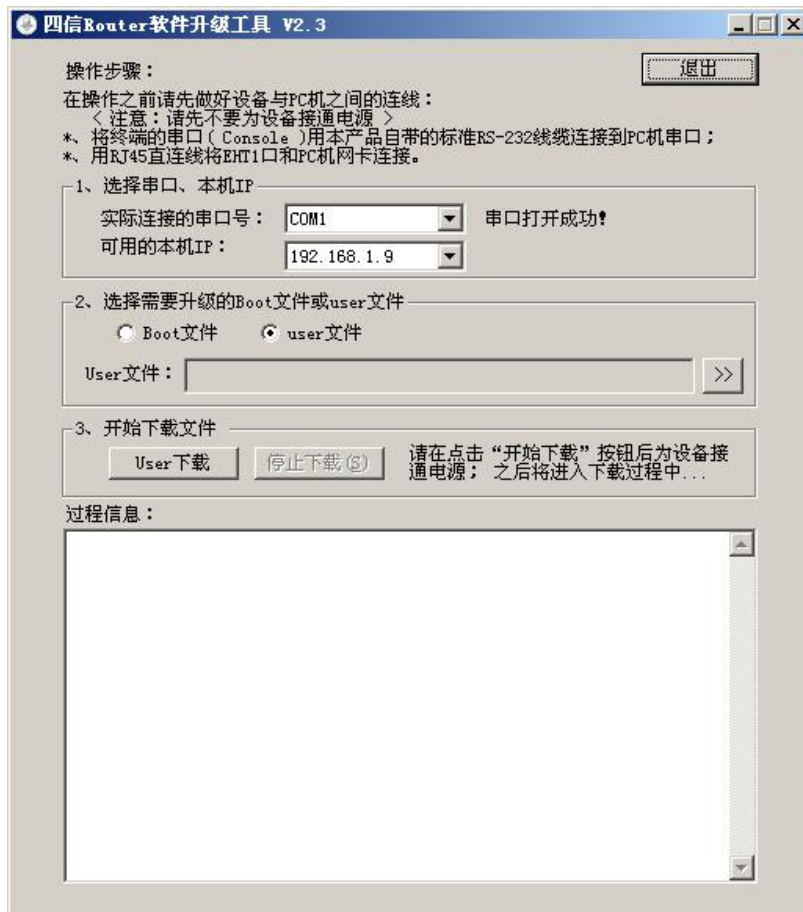 四信Router软件升级工具 V2.3
操作步骤：
退出
在操作之前请先做好设备与PC机之间的连线：
< 注意：请先不要为设备接通电源 >
*、将终端的串口( Console )用本产品自带的标准RS-232线缆连接到PC机串口；
*、用RJ45直连线将EHT1口和PC机网卡连接。
1、选择串口、本机IP
实际连接的串口号： COM1 串口打开成功!
可用的本机IP： 192.168.1.9
2、选择需要升级的Boot文件或user文件
Boot文件 user文件
User文件： >>
3、开始下载文件
User下载 停止下载(S)
请在点击“开始下载”按钮后为设备接
通电源； 之后将进入下载过程中...
过程信息：